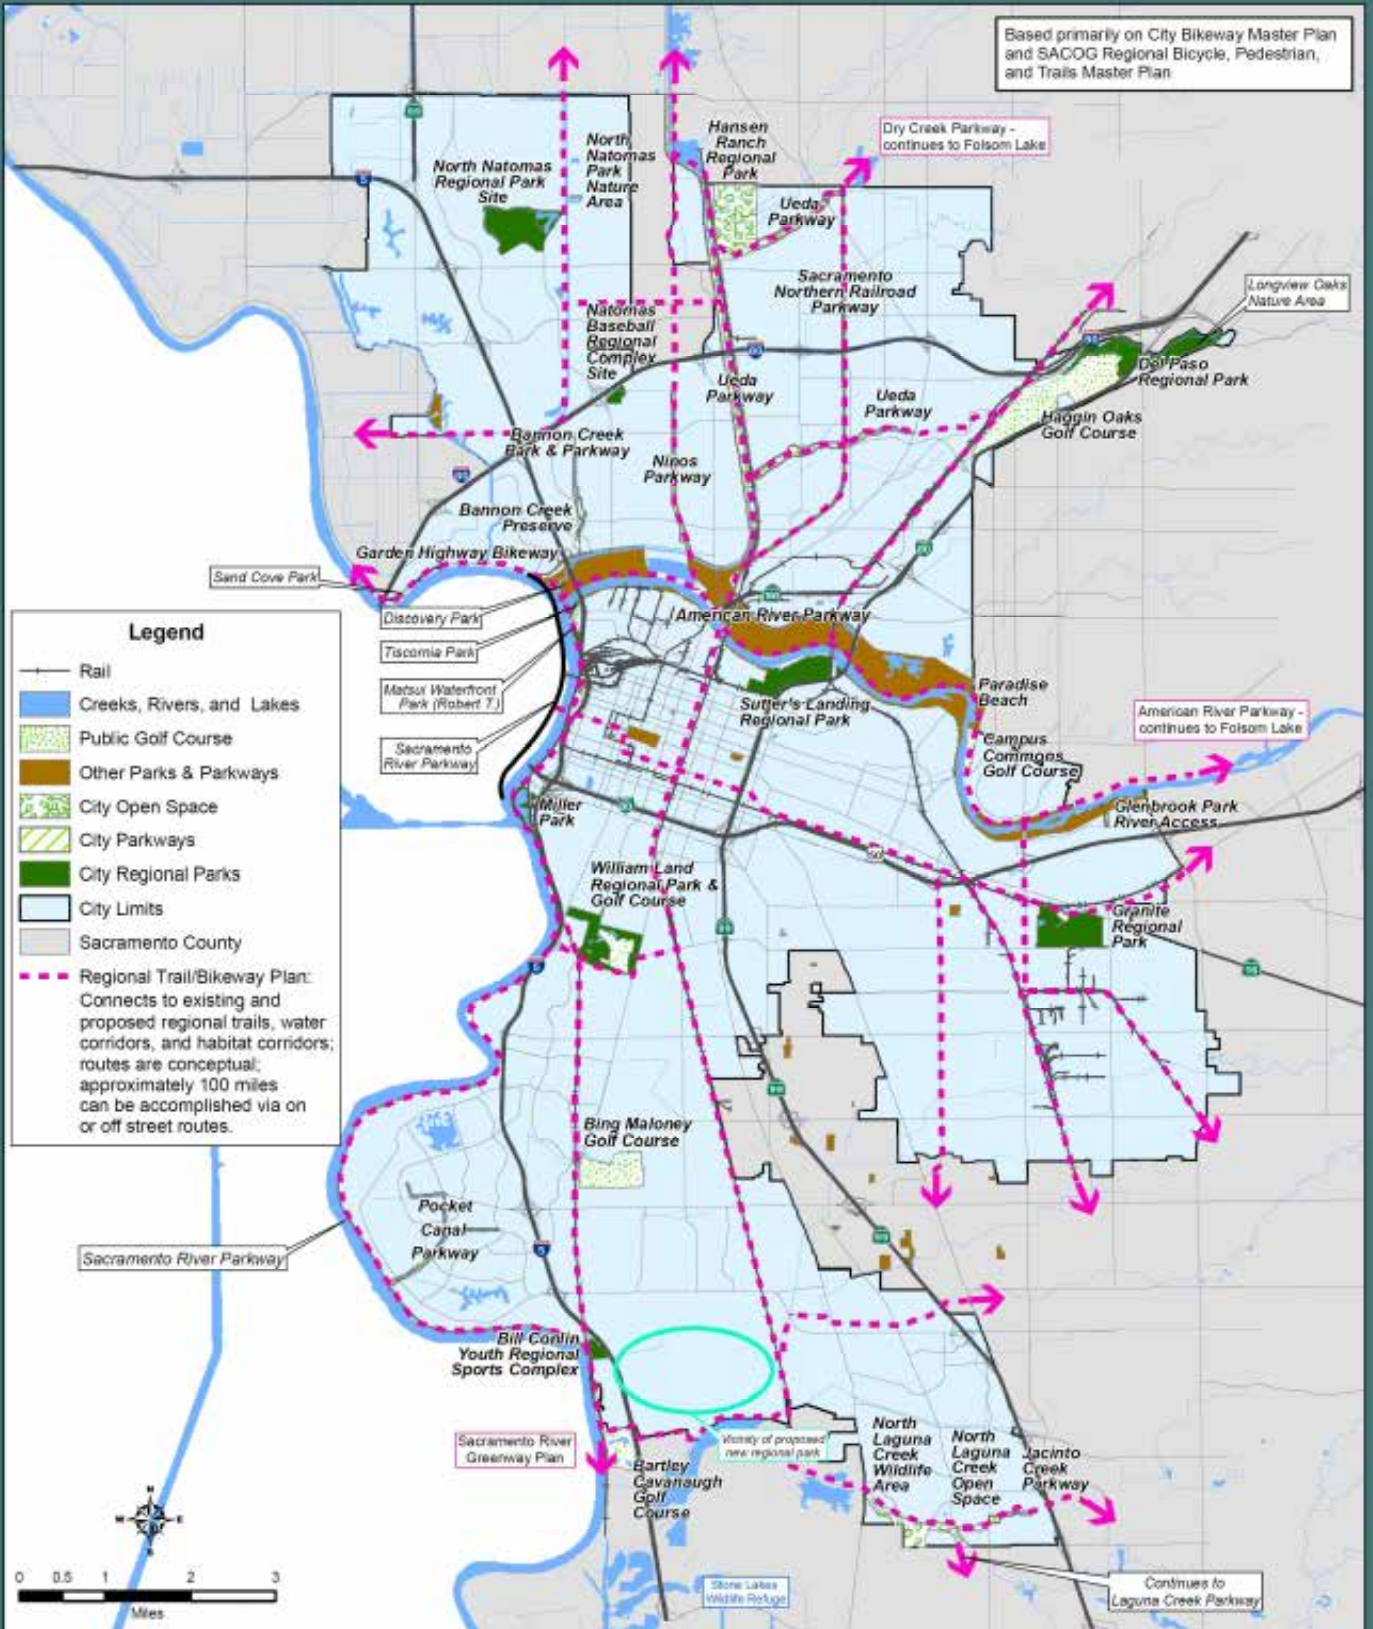 Based primarily on City Bikeway Master Plan
and SACOG Regional Bicycle, Pedestrian,
and Trails Master Plan
Dry Creek Parkway -
continues to Folsom Lake
Hansen
Ranch
Regional
Park
North
Natomas
Park
Nature
Area
North Natomas
Regional Park
Site
Ueda
Parkway
Sacramento
Northern Railroad
Parkway
Longview Oaks
Nature Area
Natomas
Baseball
Regional
Complex
Site
Del Paso
Regional Park
Ueda
Parkway
Ueda
Parkway
Haggin Oaks
Golf Course
Bannon Creek
Park & Parkway
Ninos
Parkway
Bannon Creek
Preserve
Garden Highway Bikeway
Sand Cove Park
Discovery Park
American River Parkway
Tiscornia Park
Matsui Waterfront
Park (Robert T.)
Sacramento
River Parkway
Sutter's Landing
Regional Park
Paradise
Beach
American River Parkway -
continues to Folsom Lake
Campus
Commons
Golf Course
Miller
Park
Glenbrook Park
River Access
50
William Land
Regional Park &
Golf Course
Granite
Regional
Park
5
99
Legend
Rail
Creeks, Rivers, and Lakes
Public Golf Course
Other Parks & Parkways
City Open Space
City Parkways
City Regional Parks
City Limits
Sacramento County
Regional Trail/Bikeway Plan:
Connects to existing and
proposed regional trails, water
corridors, and habitat corridors;
routes are conceptual;
approximately 100 miles
can be accomplished via on
or off street routes.
Bing Maloney
Golf Course
Pocket
Canal
Parkway
5
99
Sacramento River Parkway
Bill Conlin
Youth Regional
Sports Complex
Sacramento River
Greenway Plan
Vicinity of proposed
new regional park
Bartley
Cavanaugh
Golf
Course
North
Laguna
Creek
Wildlife
Area
North
Laguna
Creek
Open
Space
Jacinto
Creek
Parkway
N
W E
S
0 0.5 1 2 3
Miles
Stone Lakes
Wildlife Refuge
Continues to
Laguna Creek Parkway